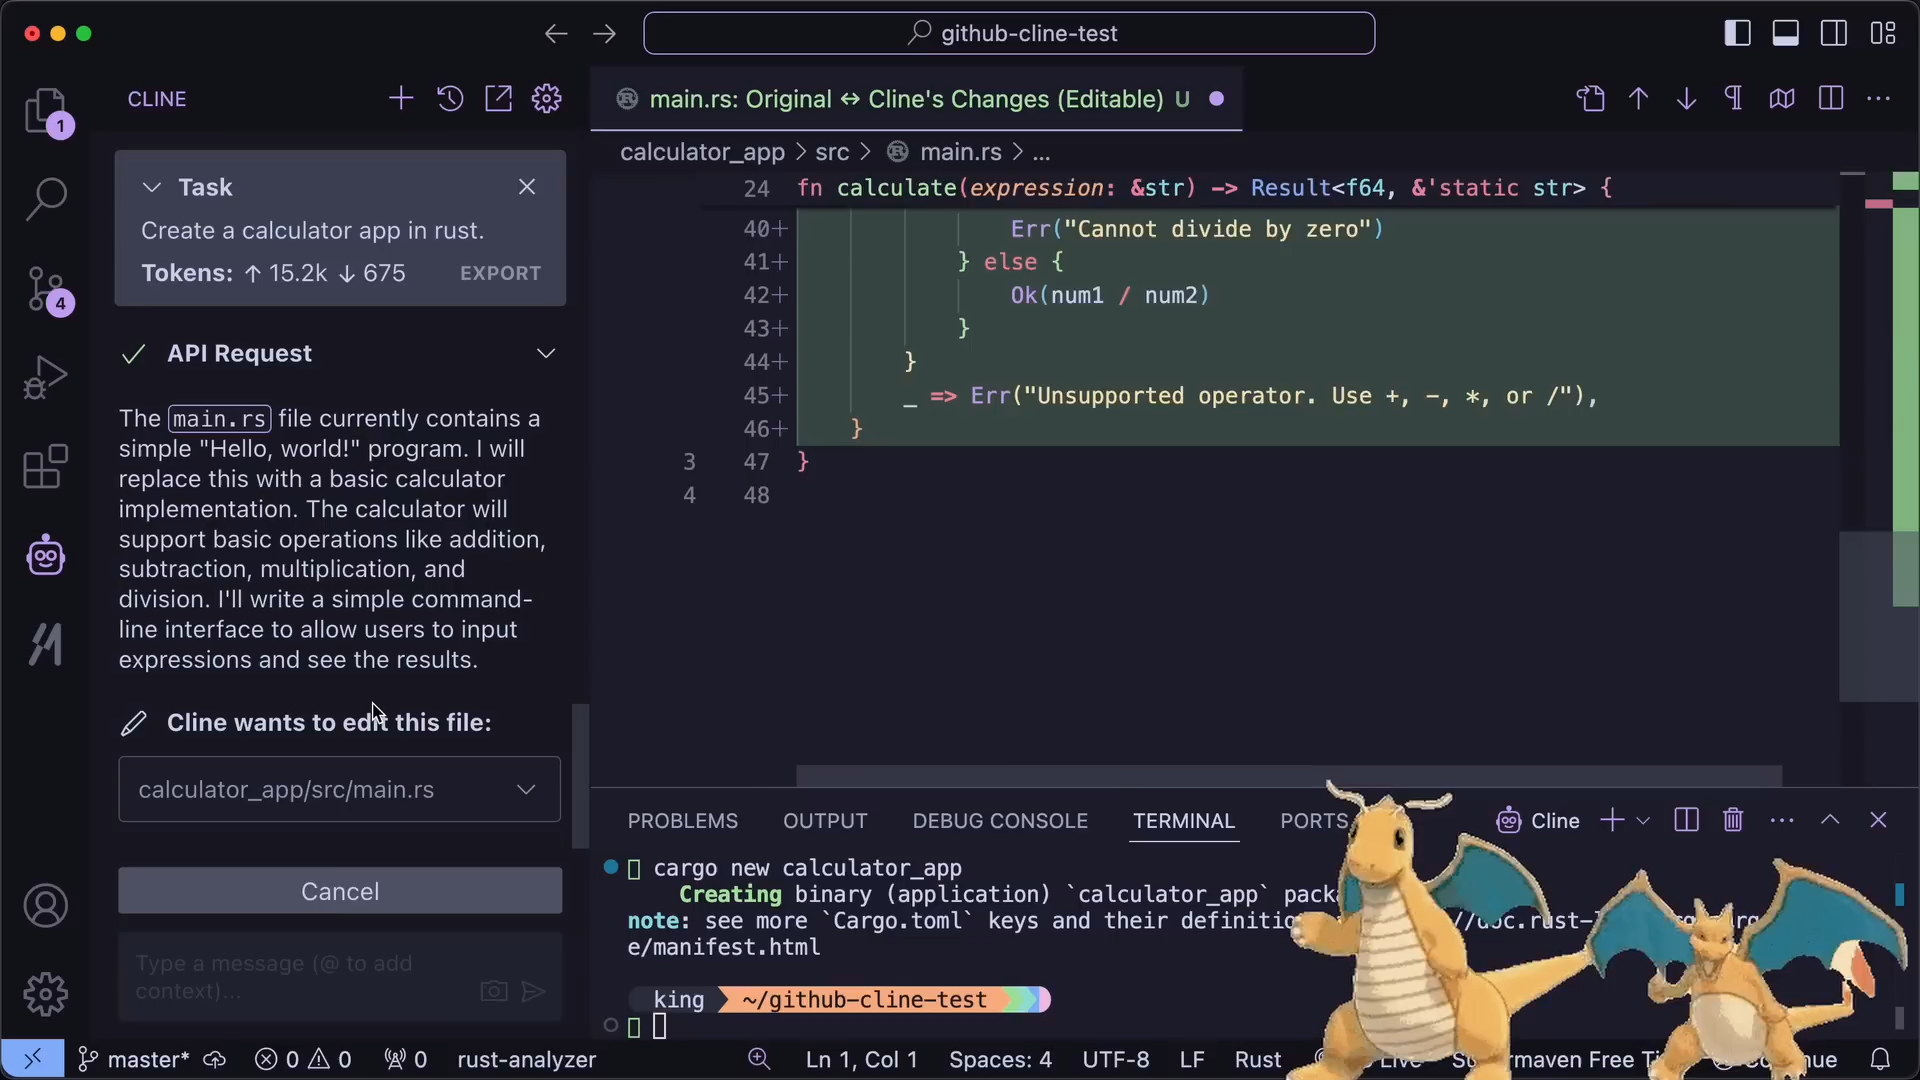 github-cline-test
CLINE
1
4
Task
Create a calculator app in rust.
Tokens: ↑ 15.2k ↓ 675
EXPORT
API Request
The main.rs file currently contains a
simple "Hello, world!" program. I will
replace this with a basic calculator
implementation. The calculator will
support basic operations like addition,
subtraction, multiplication, and
division. I'll write a simple command-
line interface to allow users to input
expressions and see the results.
Cline wants to edit this file:
calculator_app/src/main.rs
Cancel
Type a message (@ to add
context)...
main.rs: Original ↔ Cline's Changes (Editable) U
calculator_app > src > main.rs > ...
24 fn calculate(expression: &str) -> Result<f64, &'static str> {
40+ Err("Cannot divide by zero")
41+ } else {
42+ Ok(num1 / num2)
43+ }
44+ }
45+ _ => Err("Unsupported operator. Use +, -, *, or /"),
46+ }
3 47 }
4 48
PROBLEMS OUTPUT DEBUG CONSOLE TERMINAL PORTS Cline
cargo new calculator_app
Creating binary (application) `calculator_app`
note: see more `Cargo.toml` keys and their
e/manifest.html
king ~/github-cline-test
master* 0 0 0 rust-analyzer Ln 1, Col 1 Spaces: 4 UTF-8 LF Rust Free